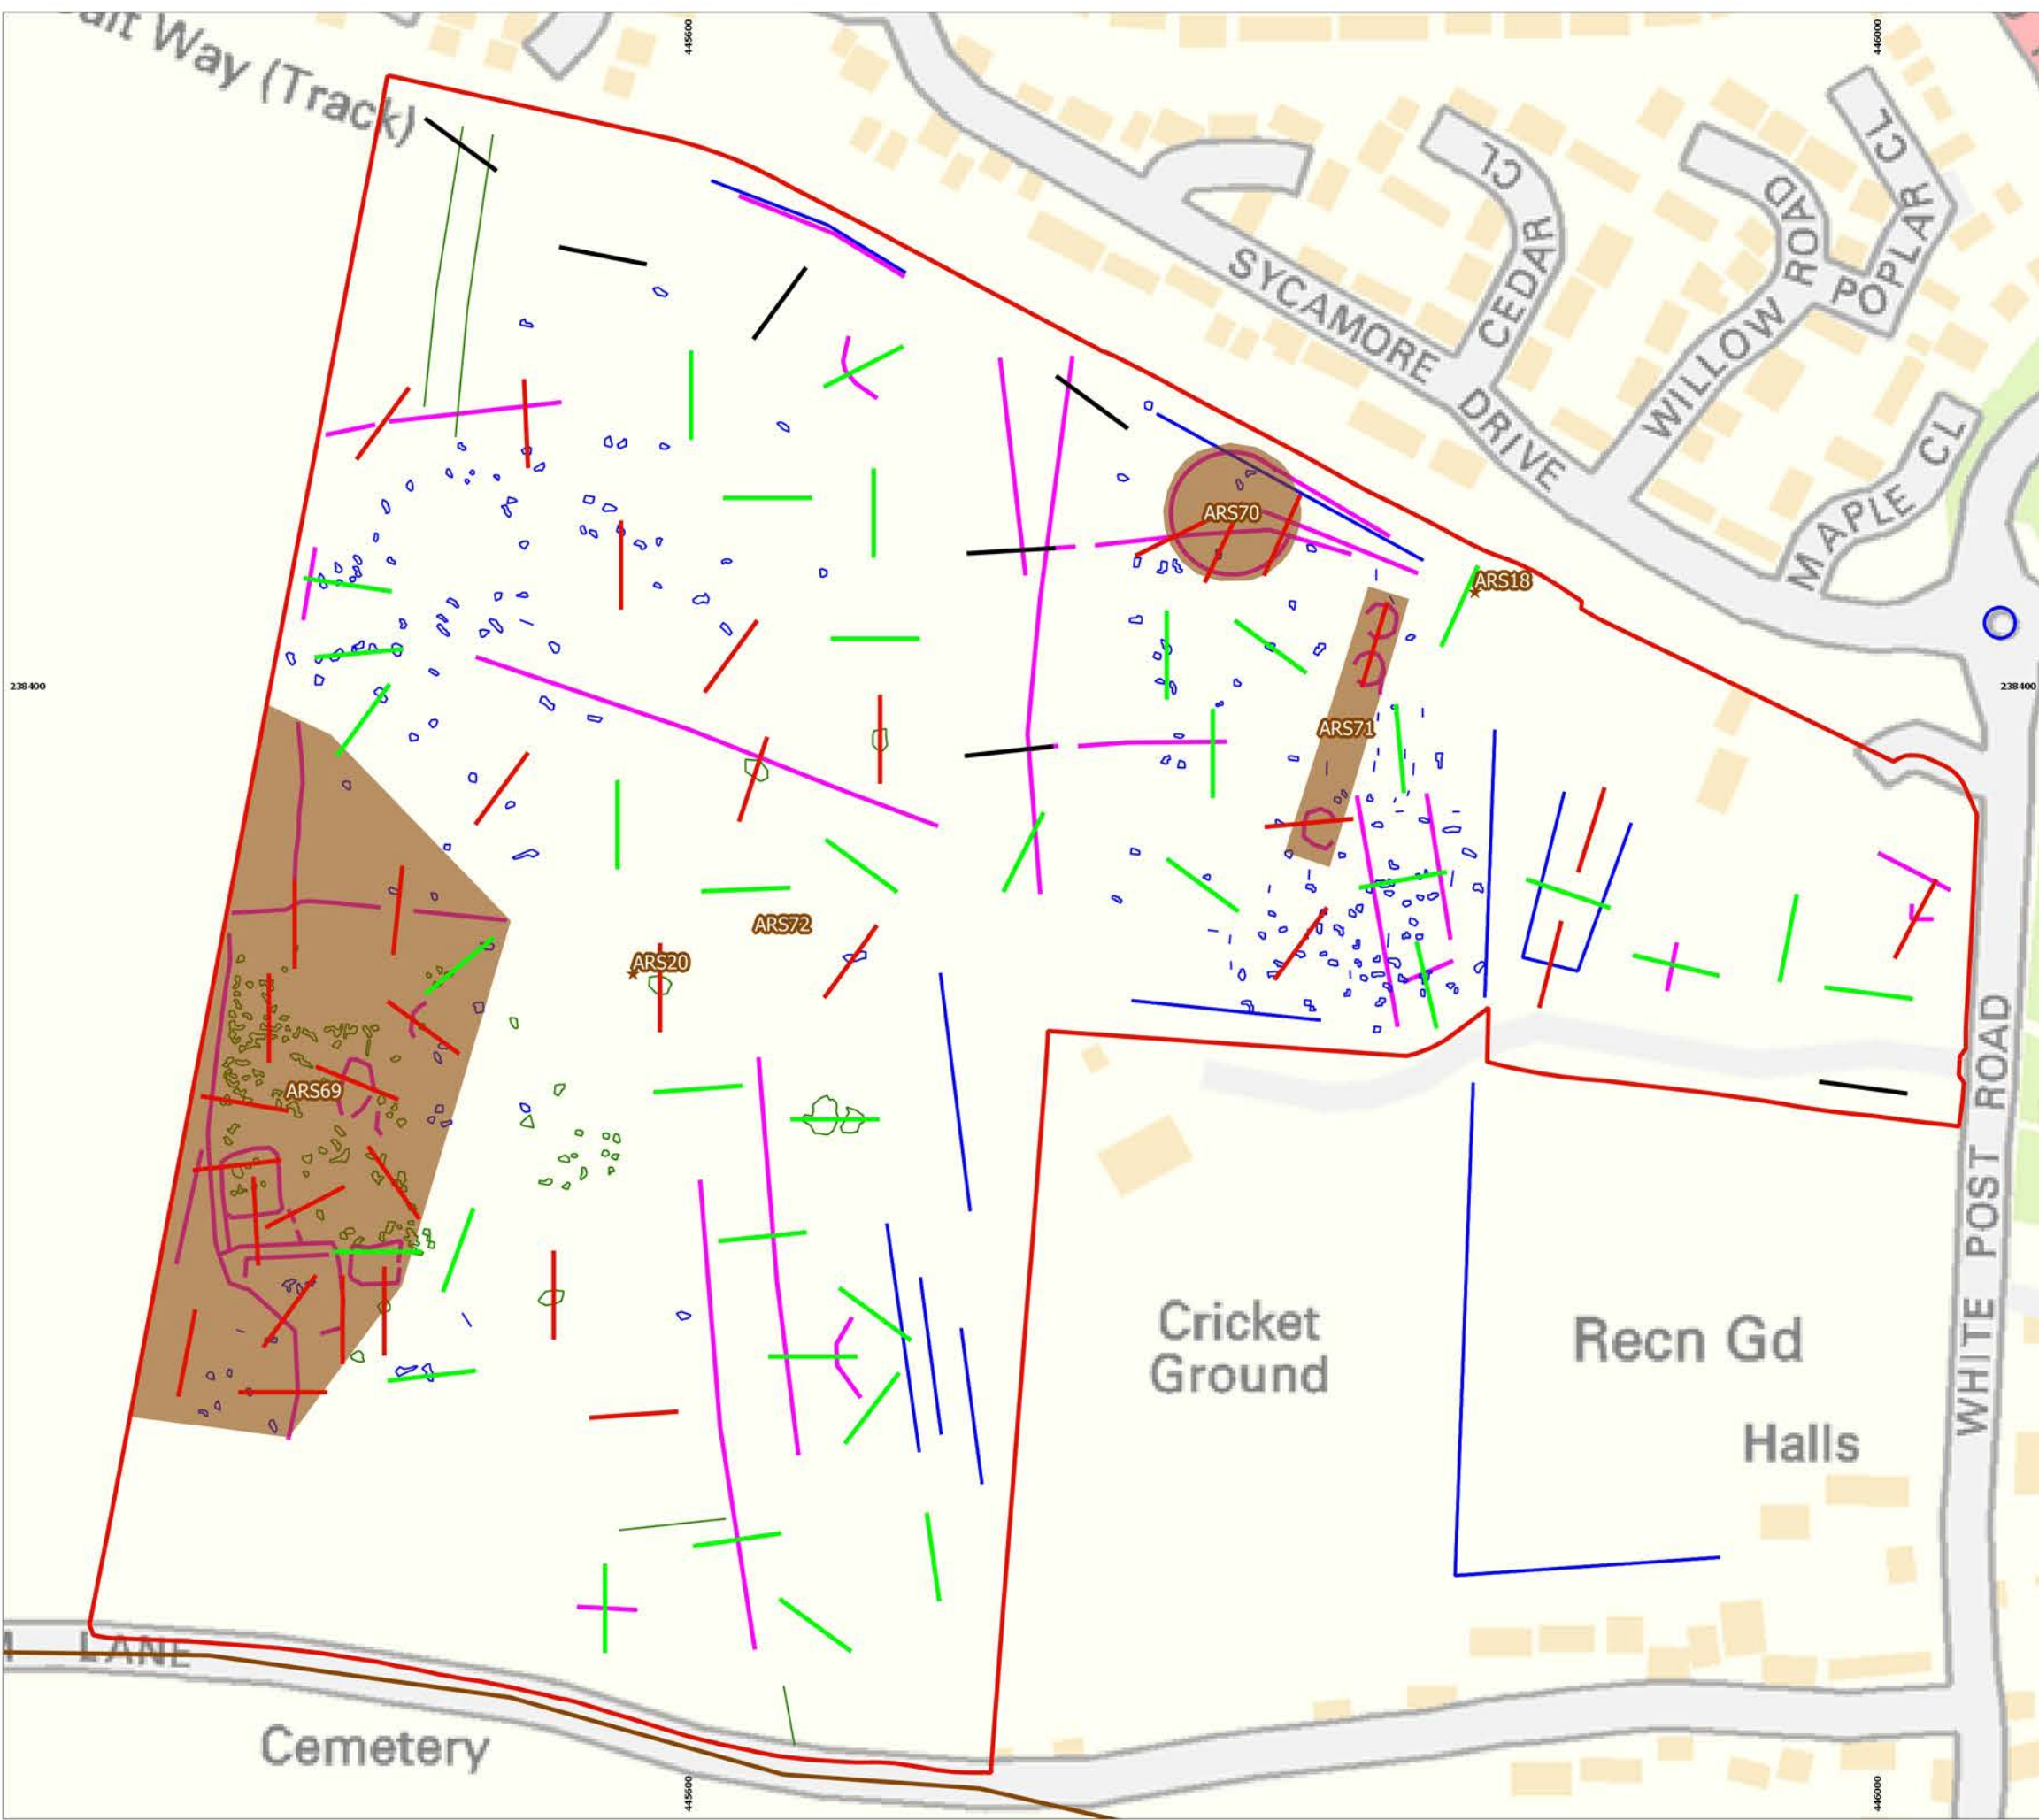 Way (Track)
445600
446000
CL
CL
ROAD
POPLAR
CEDAR
SYCAMORE
DRIVE
WILLOW
CL
MAPLE
ARS70
ARS18
238400
238400
ARS71
ARS72
ARS20
ARS69
WHITE POST ROAD
Cricket
Ground
Recn Gd
Halls
LANE
Cemetery
445600
446000